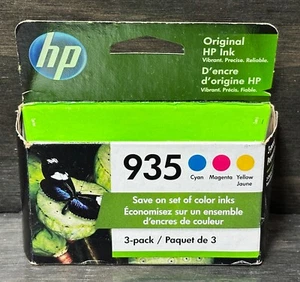 hp
Original
HP Ink
Vibrant. Precise. Reliable.
D'encre
d'origine HP
Vibrant. Précise. Fiable.
935
Cyan
Magenta
Yellow
Jaune
Save on set of color inks
Économisez sur un ensemble
d'encres de couleur
3-pack / Paquet de 3